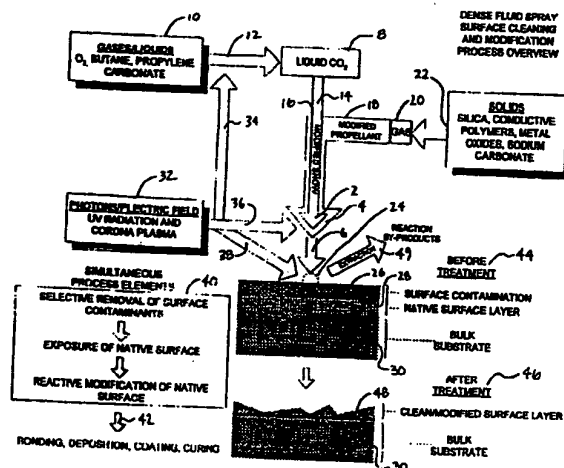 DENSE FLUID SPRAY
SURFACE CLEANING
AND MODIFICATION
PROCESS OVERVIEW
10
GASES/LIQUIDS
O₂, BUTANE, PROPYLENE
CARBONATE
12
8
LIQUID CO₂
16
14
18
MODIFIED
PROPELLANT
20
GAS
22
SOLIDS
SILICA, CONDUCTIVE
POLYMERS, METAL
OXIDES, SODIUM
CARBONATE
34
32
PHOTONS/ELECTRIC FIELD
UV RADIATION AND
CORONA PLASMA
36
38
2
4
6
24
REACTION
BY-PRODUCTS
49
BEFORE
TREATMENT
44
26
28
SURFACE CONTAMINATION
NATIVE SURFACE LAYER
BULK
SUBSTRATE
30
SIMULTANEOUS
PROCESS ELEMENTS
40
SELECTIVE REMOVAL OF SURFACE
CONTAMINANTS
EXPOSURE OF NATIVE SURFACE
REACTIVE MODIFICATION OF NATIVE
SURFACE
42
BONDING, DEPOSITION, COATING, CURING
AFTER
TREATMENT
46
48
CLEAN/MODIFIED SURFACE LAYER
BULK
SUBSTRATE
30